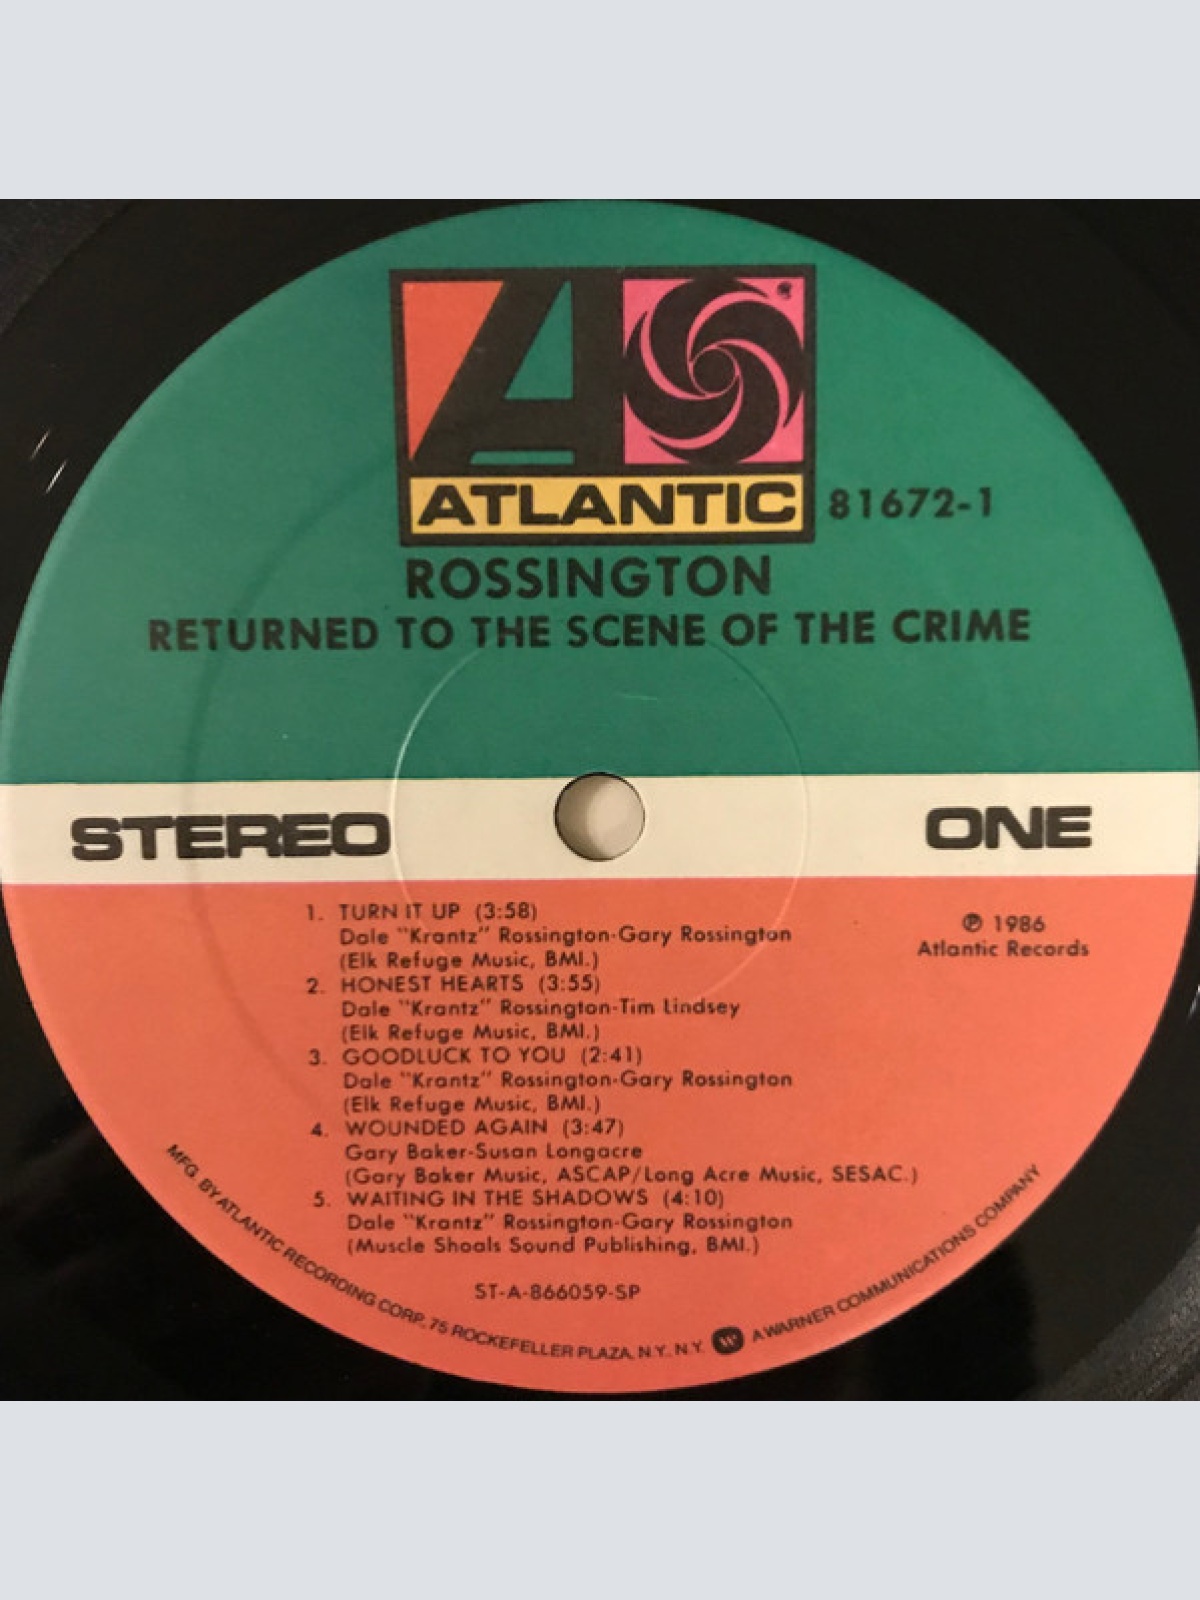 ATLANTIC
81672-1
ROSSINGTON
RETURNED TO THE SCENE OF THE CRIME
STEREO
ONE
1. TURN IT UP (3:58)
Dale "Krantz" Rossington-Gary Rossington
(Elk Refuge Music, BMI.)
2. HONEST HEARTS (3:55)
Dale "Krantz" Rossington-Tim Lindsey
(Elk Refuge Music, BMI.)
3. GOODLUCK TO YOU (2:41)
Dale "Krantz" Rossington-Gary Rossington
(Elk Refuge Music, BMI.)
4. WOUNDED AGAIN (3:47)
Gary Baker-Susan Longacre
(Gary Baker Music, ASCAP/Long Acre Music, SESAC.)
5. WAITING IN THE SHADOWS (4:10)
Dale "Krantz" Rossington-Gary Rossington
(Muscle Shoals Sound Publishing, BMI.)
℗ 1986
Atlantic Records
ST-A-866059-SP
MFG. BY ATLANTIC RECORDING CORP., 75 ROCKEFELLER PLAZA, N.Y. N.Y. A WARNER COMMUNICATIONS COMPANY